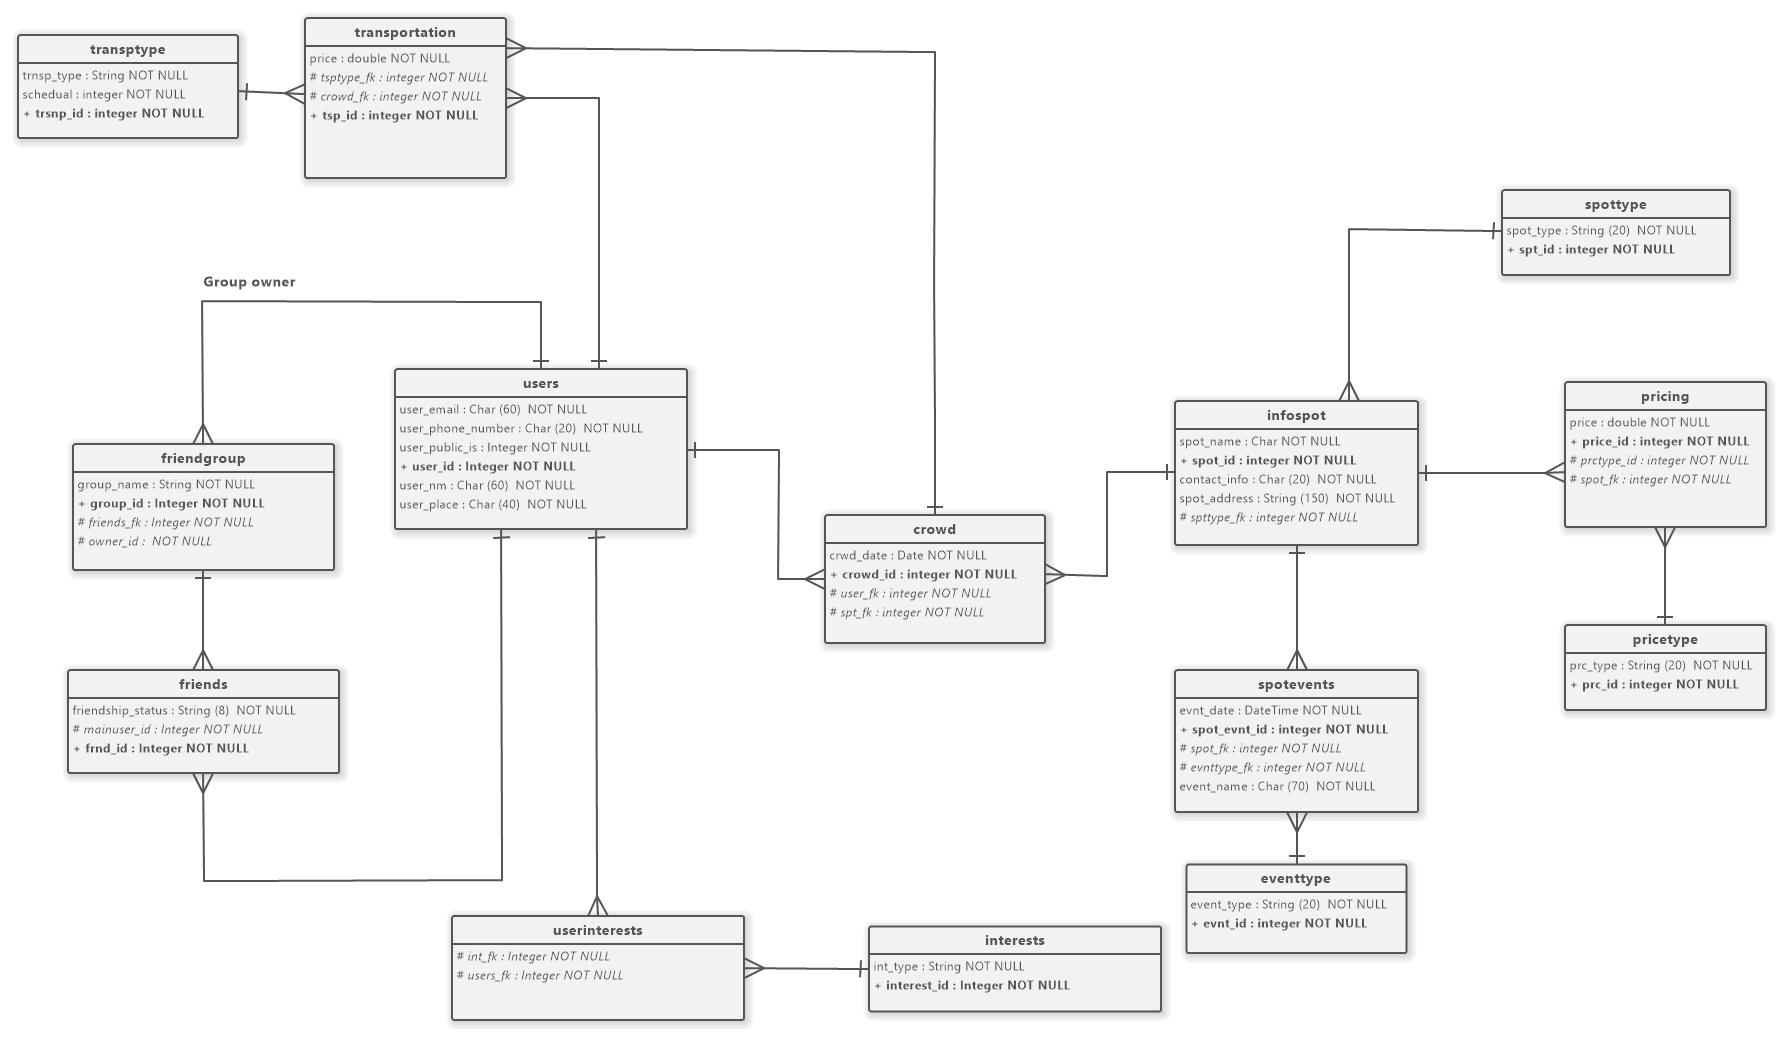 transptype
trnsp_type : String NOT NULL
schedual : integer NOT NULL
+ trsnp_id : integer NOT NULL
transportation
price : double NOT NULL
# tsptype_fk : integer NOT NULL
# crowd_fk : integer NOT NULL
+ tsp_id : integer NOT NULL
spottype
spot_type : String (20)  NOT NULL
+ spt_id : integer NOT NULL
Group owner
users
user_email : Char (60)  NOT NULL
user_phone_number : Char (20)  NOT NULL
user_public_is : Integer NOT NULL
+ user_id : Integer NOT NULL
user_nm : Char (60)  NOT NULL
user_place : Char (40)  NOT NULL
infospot
spot_name : Char NOT NULL
+ spot_id : integer NOT NULL
contact_info : Char (20)  NOT NULL
spot_address : String (150)  NOT NULL
# spttype_fk : integer NOT NULL
pricing
price : double NOT NULL
+ price_id : integer NOT NULL
# prctype_id : integer NOT NULL
# spot_fk : integer NOT NULL
friendgroup
group_name : String NOT NULL
+ group_id : Integer NOT NULL
# friends_fk : Integer NOT NULL
# owner_id :  NOT NULL
crowd
crwd_date : Date NOT NULL
+ crowd_id : integer NOT NULL
# user_fk : integer NOT NULL
# spt_fk : integer NOT NULL
pricetype
prc_type : String (20)  NOT NULL
+ prc_id : integer NOT NULL
friends
friendship_status : String (8)  NOT NULL
# mainuser_id : Integer NOT NULL
+ frnd_id : Integer NOT NULL
spotevents
evnt_date : DateTime NOT NULL
+ spot_evnt_id : integer NOT NULL
# spot_fk : integer NOT NULL
# evnttype_fk : integer NOT NULL
event_name : Char (70)  NOT NULL
eventtype
event_type : String (20)  NOT NULL
+ evnt_id : integer NOT NULL
userinterests
# int_fk : Integer NOT NULL
# users_fk : Integer NOT NULL
interests
int_type : String NOT NULL
+ interest_id : Integer NOT NULL